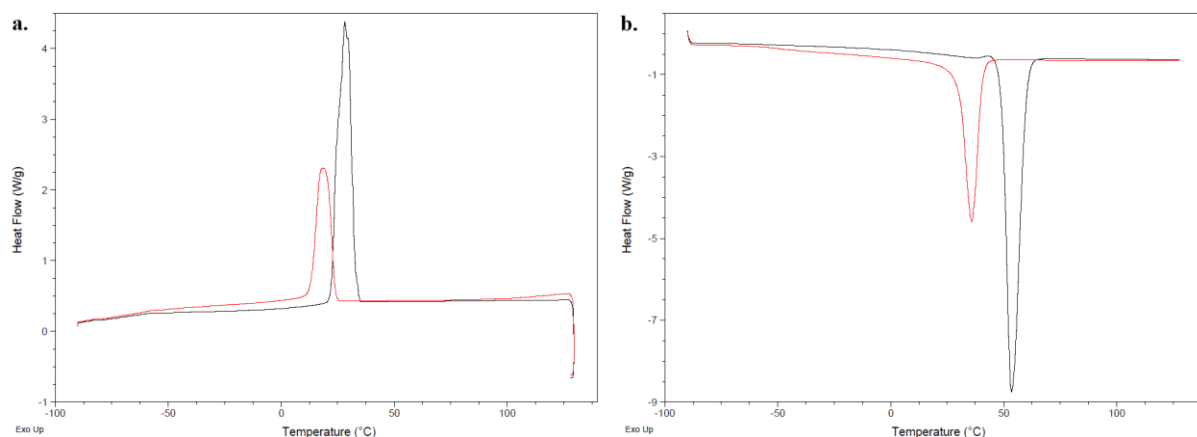 a.
Heat Flow (W/g)
4
3
2
1
0
-1
-100
-50
0
50
100
Exo Up
Temperature (°C)
b.
Heat Flow (W/g)
-1
-3
-5
-7
-9
-100
-50
0
50
100
Exo Up
Temperature (°C)